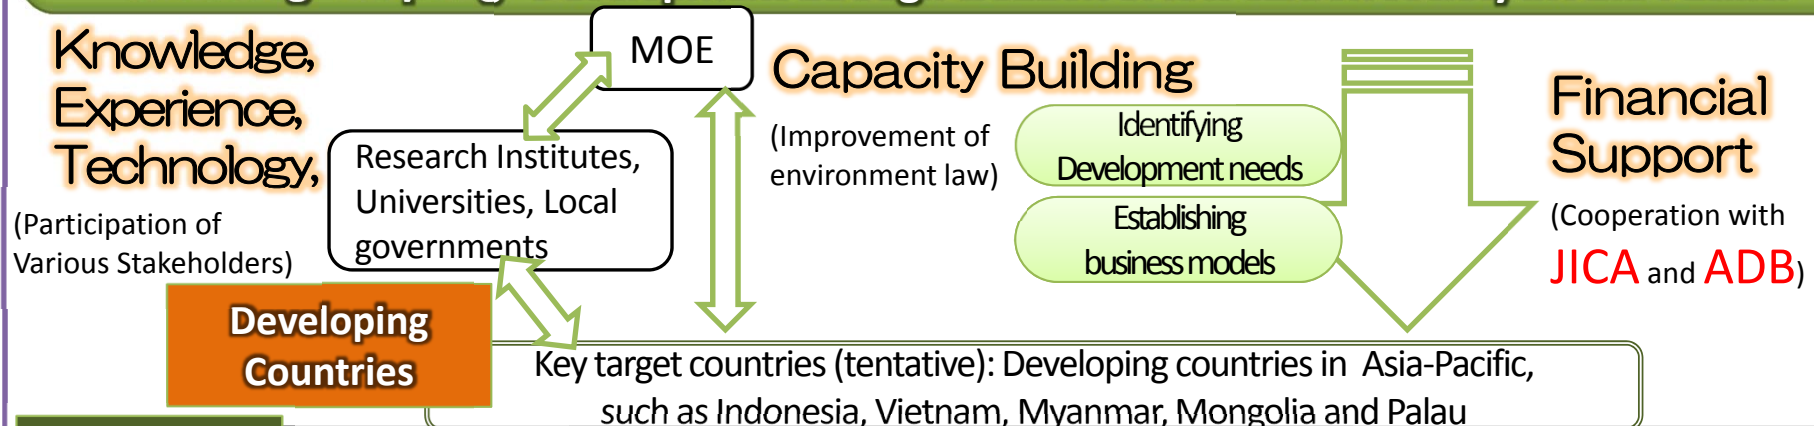 Knowledge,
Experience,
Technology,
(Participation of
Various Stakeholders)
MOE
Research Institutes,
Universities, Local
governments
Capacity Building
(Improvement of
environment law)
Identifying
Development needs
Establishing
business models
Financial
Support
(Cooperation with
JICA and ADB)
Developing
Countries
Key target countries (tentative): Developing countries in Asia-Pacific,
such as Indonesia, Vietnam, Myanmar, Mongolia and Palau